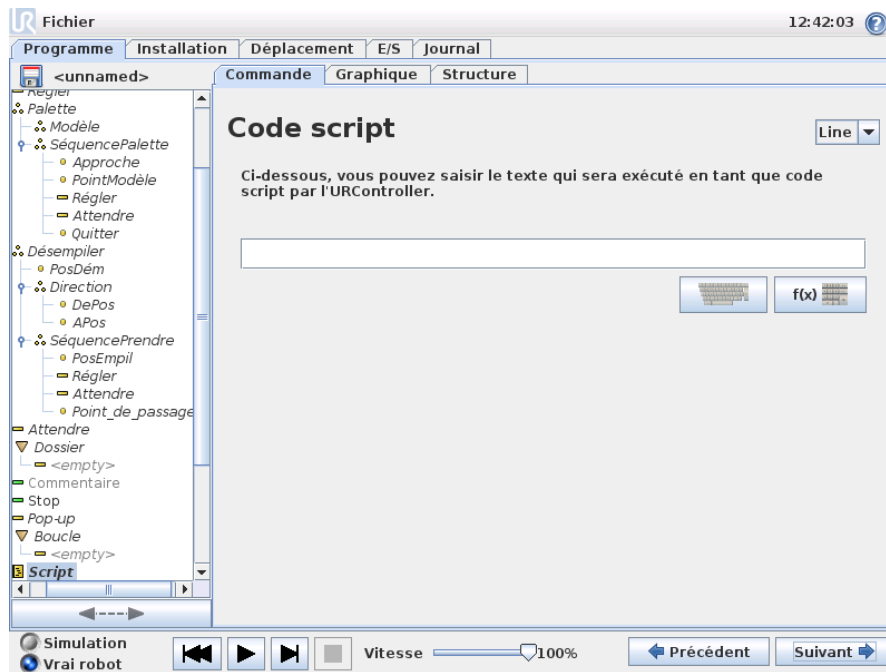 UR Fichier 12:42:03 ?
Programme Installation Déplacement E/S Journal
<unnamed> Commande Graphique Structure
Régler
Palette
Modèle
SéquencePalette
Approche
PointModèle
Régler
Attendre
Quitter
Désempiler
PosDém
Direction
DePos
APos
SéquencePrendre
PosEmpil
Régler
Attendre
Point_de_passage
Attendre
Dossier
<empty>
Commentaire
Stop
Pop-up
Boucle
<empty>
Script
Code script
Line
Ci-dessous, vous pouvez saisir le texte qui sera exécuté en tant que code
script par l'URController.
f(x)
Simulation
Vrai robot
Vitesse 100%
Précédent Suivant